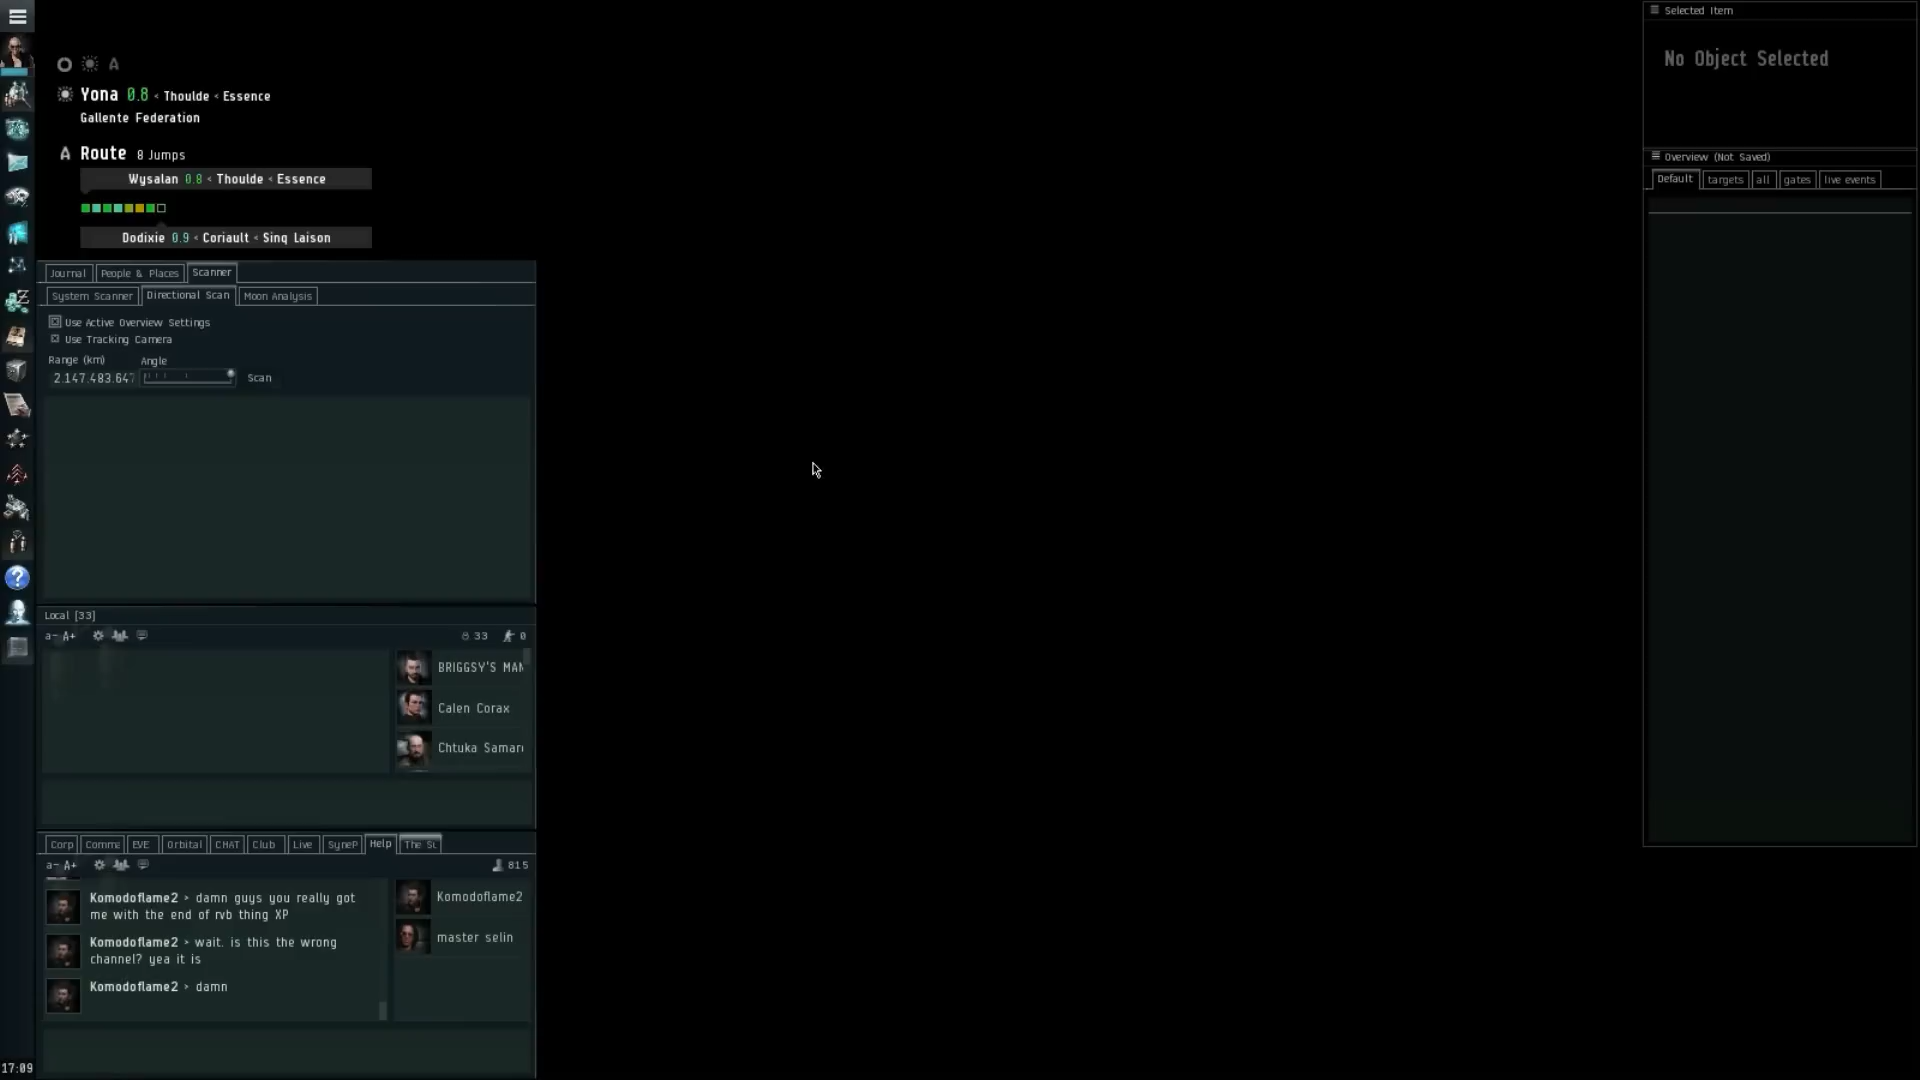 Yona 0.8 < Thoulde < Essence
Gallente Federation
Route 8 Jumps
Wysalan 0.8 < Thoulde < Essence
Dodixie 0.9 < Coriault < Sinq Laison
Journal People & Places Scanner
System Scanner Directional Scan Moon Analysis
Use Active Overview Settings
Use Tracking Camera
Range (km) Angle
2.147.483.647 Scan
Local [33]
a- A+ 33 0
BRIGGSY'S MAN
Calen Corax
Chtuka Samar
Corp Comma EVE Orbital CHAT Club Live SyneP Help The Su
a- A+ 815
Komodoflame2 > damn guys you really got
me with the end of rvb thing XP
Komodoflame2 > wait. is this the wrong
channel? yea it is
Komodoflame2 > damn
Komodoflame2
master selin
17:09
Selected Item
No Object Selected
Overview (Not Saved)
Default targets all gates live events